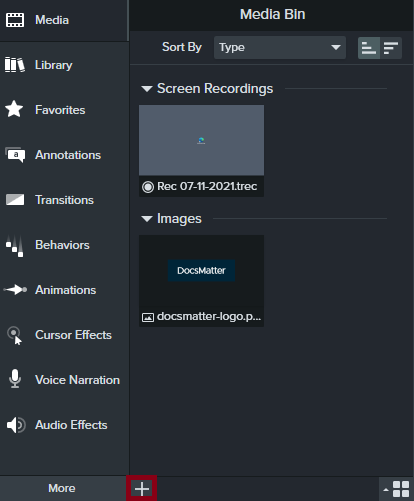 Media
Library
Favorites
Annotations
Transitions
Behaviors
Animations
Cursor Effects
Voice Narration
Audio Effects
More
Media Bin
Sort By Type
Screen Recordings
Rec 07-11-2021.trec
Images
DocsMatter
docsmatter-logo.p...